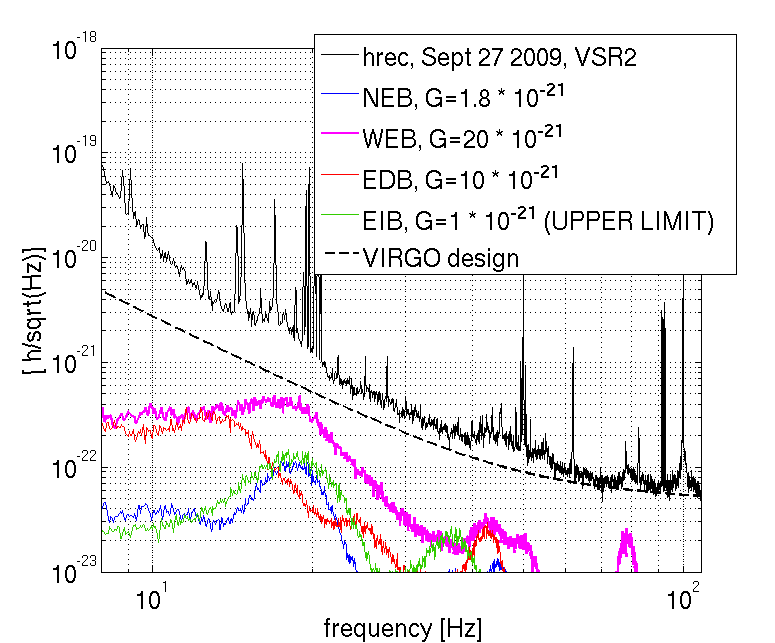 10^-18
10^-19
10^-20
10^-21
10^-22
10^-23
[ h/sqrt(Hz)]
hrec, Sept 27 2009, VSR2
NEB, G=1.8 * 10^-21
WEB, G=20 * 10^-21
EDB, G=10 * 10^-21
EIB, G=1 * 10^-21 (UPPER LIMIT)
VIRGO design
10^1
10^2
frequency [Hz]